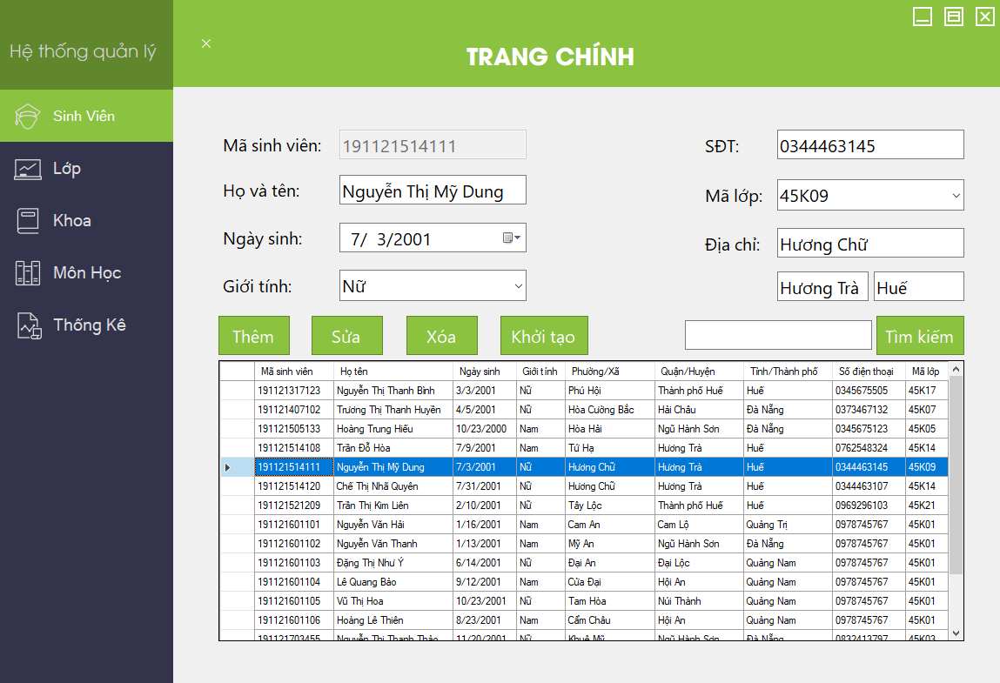 Hệ thống quản lý
TRANG CHÍNH
Sinh Viên
Lớp
Khoa
Môn Học
Thống Kê
Mã sinh viên: 191121514111 SĐT: 0344463145
Họ và tên: Nguyễn Thị Mỹ Dung Mã lớp: 45K09
Ngày sinh: 7/ 3/2001 Địa chỉ: Hương Chữ
Giới tính: Nữ Hương Trà Huế
Thêm Sửa Xóa Khởi tạo Tìm kiếm
Mã sinh viên Họ tên Ngày sinh Giới tính Phường/Xã Quận/Huyện Tỉnh/Thành phố Số điện thoại Mã lớp
191121317123 Nguyễn Thị Thanh Bình 3/3/2001 Nữ Phú Hội Thành phố Huế Huế 0345675505 45K17
191121407102 Trương Thị Thanh Huyền 4/5/2001 Nữ Hòa Cường Bắc Hải Châu Đà Nẵng 0373467132 45K07
191121505133 Hoàng Trung Hiếu 10/23/2000 Nam Hòa Hải Ngũ Hành Sơn Đà Nẵng 0345675123 45K05
191121514108 Trần Đỗ Hòa 7/9/2001 Nam Tứ Hạ Hương Trà Huế 0762548324 45K14
191121514111 Nguyễn Thị Mỹ Dung 7/3/2001 Nữ Hương Chữ Hương Trà Huế 0344463145 45K09
191121514120 Chế Thị Nhã Quyên 7/31/2001 Nữ Hương Chữ Hương Trà Huế 0344463107 45K14
191121521209 Trần Thị Kim Liên 2/10/2001 Nữ Tây Lộc Thành phố Huế Huế 0969296103 45K21
191121601101 Nguyễn Văn Hải 1/16/2001 Nam Cam An Cam Lộ Quảng Trị 0978745767 45K01
191121601102 Nguyễn Văn Thanh 1/13/2001 Nam Mỹ An Ngũ Hành Sơn Đà Nẵng 0978745767 45K01
191121601103 Đặng Thị Như Ý 6/14/2001 Nữ Đại An Đại Lộc Quảng Nam 0978745767 45K01
191121601104 Lê Quang Bảo 9/12/2001 Nam Cửa Đại Hội An Quảng Nam 0978745767 45K01
191121601105 Vũ Thị Hoa 10/23/2001 Nữ Tam Hòa Núi Thành Quảng Nam 0978745767 45K01
191121601106 Hoàng Lê Thiên 8/23/2001 Nam Cẩm Châu Hội An Quảng Nam 0978745767 45K01
191121703455 Nguyễn Thị Thanh Thảo 11/20/2001 Nữ Khuê Mỹ Ngũ Hành Sơn Đà Nẵng 0832413797 45K03